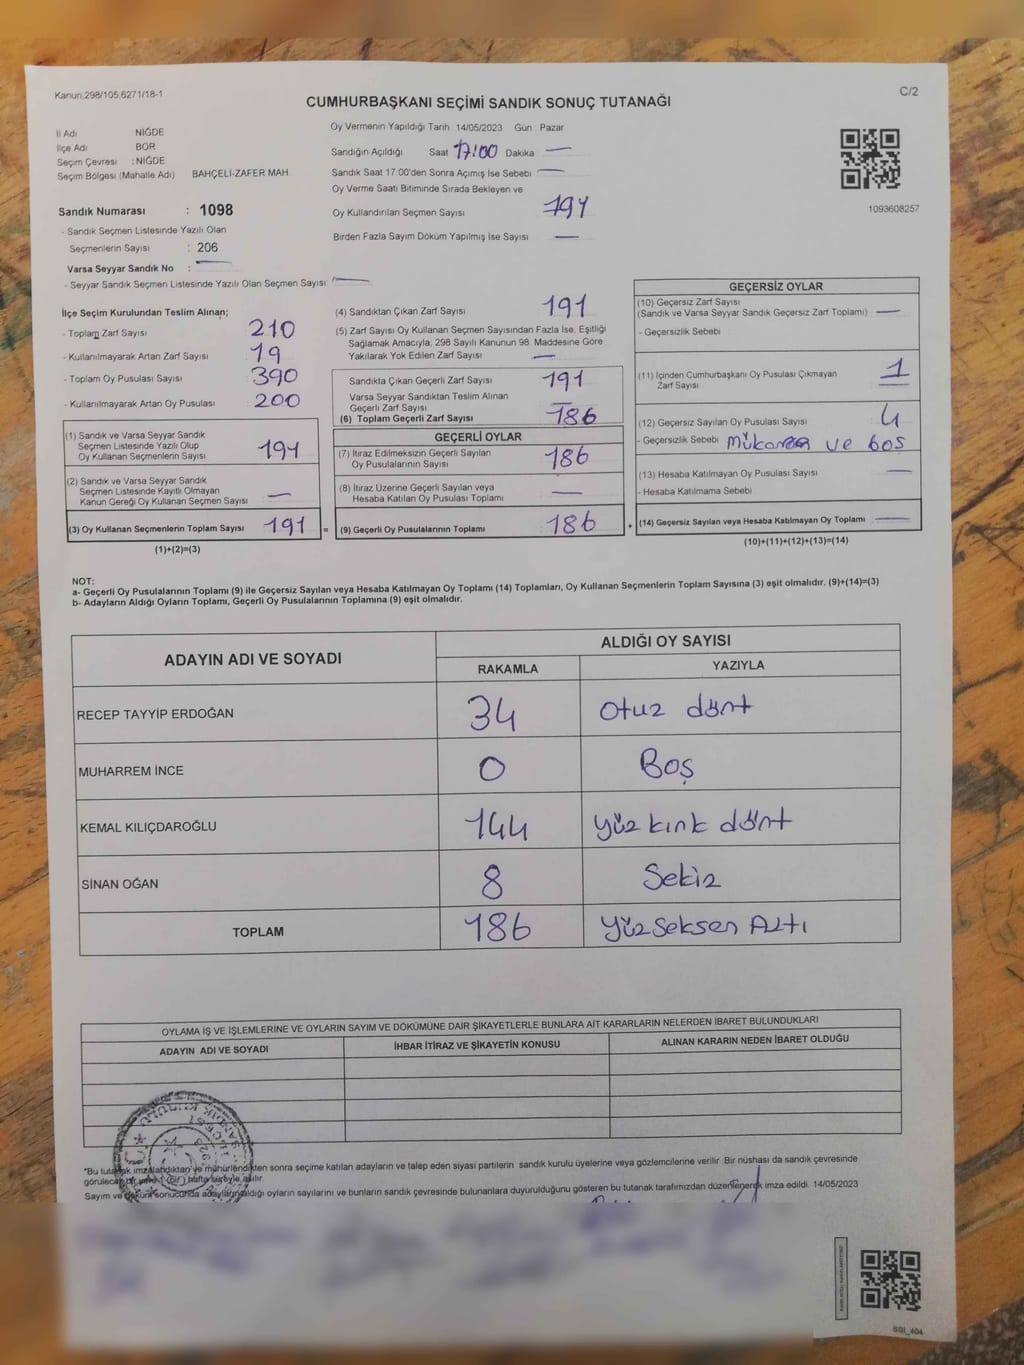 Kanun,298/105,6271/18-1
C/2
CUMHURBAŞKANI SEÇİMİ SANDIK SONUÇ TUTANAĞI
İl Adı NİĞDE
İlçe Adı BOR
Seçim Çevresi : NİĞDE
Seçim Bölgesi (Mahalle Adı) BAHÇELİ-ZAFER MAH
Sandık Numarası : 1098
- Sandık Seçmen Listesinde Yazılı Olan
Seçmenlerin Sayısı : 206
Varsa Seyyar Sandık No : —
- Seyyar Sandık Seçmen Listesinde Yazılı Olan Seçmen Sayısı: —
Oy Vermenin Yapıldığı Tarih 14/05/2023 Gün : Pazar
Sandığın Açıldığı Saat 17:00 Dakika —
Sandık Saat 17.00'den Sonra Açımış İse Sebebi —
Oy Verme Saati Bitiminde Sırada Bekleyen ve
Oy Kullandırılan Seçmen Sayısı 191
Birden Fazla Sayım Döküm Yapılmış İse Sayısı —
1093608257
İlçe Seçim Kurulundan Teslim Alınan;
- Toplam Zarf Sayısı 210
- Kullanılmayarak Artan Zarf Sayısı 19
- Toplam Oy Pusulası Sayısı 390
- Kullanılmayarak Artan Oy Pusulası 200
(1) Sandık ve Varsa Seyyar Sandık
Seçmen Listesinde Yazılı Olup
Oy Kullanan Seçmenlerin Sayısı 191
(2) Sandık ve Varsa Seyyar Sandık
Seçmen Listesinde Kayıtlı Olmayan
Kanun Gereği Oy Kullanan Seçmen Sayısı —
(3) Oy Kullanan Seçmenlerin Toplam Sayısı 191 =
(1)+(2)=(3)
(4) Sandıktan Çıkan Zarf Sayısı 191
(5) Zarf Sayısı Oy Kullanan Seçmen Sayısından Fazla İse, Eşitliği
Sağlamak Amacıyla, 298 Sayılı Kanunun 98. Maddesine Göre
Yakılarak Yok Edilen Zarf Sayısı —
Sandıkta Çıkan Geçerli Zarf Sayısı 191
Varsa Seyyar Sandıktan Teslim Alınan
Geçerli Zarf Sayısı —
(6) Toplam Geçerli Zarf Sayısı 186
GEÇERLİ OYLAR
(7) İtiraz Edilmeksizin Geçerli Sayılan
Oy Pusulalarının Sayısı 186
(8) İtiraz Üzerine Geçerli Sayılan veya
Hesaba Katılan Oy Pusulası Toplamı —
(9) Geçerli Oy Pusulalarının Toplamı 186 +
GEÇERSİZ OYLAR
(10) Geçersiz Zarf Sayısı
(Sandık ve Varsa Seyyar Sandık Geçersiz Zarf Toplamı) —
- Geçersizlik Sebebi
(11) İçinden Cumhurbaşkanı Oy Pusulası Çıkmayan
Zarf Sayısı 1
(12) Geçersiz Sayılan Oy Pusulası Sayısı 4
- Geçersizlik Sebebi ve boş
(13) Hesaba Katılmayan Oy Pusulası Sayısı —
- Hesaba Katılmama Sebebi
(14) Geçersiz Sayılan veya Hesaba Katılmayan Oy Toplamı —
(10)+(11)+(12)+(13)=(14)
NOT:
a- Geçerli Oy Pusulalarının Toplamı (9) ile Geçersiz Sayılan veya Hesaba Katılmayan Oy Toplamı (14) Toplamları, Oy Kullanan Seçmenlerin Toplam Sayısına (3) eşit olmalıdır. (9)+(14)=(3)
b- Adayların Aldığı Oyların Toplamı, Geçerli Oy Pusulalarının Toplamına (9) eşit olmalıdır.
ADAYIN ADI VE SOYADI ALDIĞI OY SAYISI
RAKAMLA YAZIYLA
RECEP TAYYİP ERDOĞAN 34 Otuz dört
MUHARREM İNCE 0 Boş
KEMAL KILIÇDAROĞLU 144 Yüz kırk dört
SİNAN OĞAN 8 Sekiz
TOPLAM 186 Yüz Seksen Altı
OYLAMA İŞ VE İŞLEMLERİNE VE OYLARIN SAYIM VE DÖKÜMÜNE DAİR ŞİKAYETLERLE BUNLARA AİT KARARLARIN NELERDEN İBARET BULUNDUKLARI
ADAYIN ADI VE SOYADI İHBAR İTİRAZ VE ŞİKAYETİN KONUSU ALINAN KARARIN NEDEN İBARET OLDUĞU
*Bu tutanak imzalandıktan ve mühürlendikten sonra seçime katılan adayların ve talep eden siyasi partilerin sandık kurulu üyelerine veya gözlemcilerine verilir. Bir nüshası da sandık çevresinde
görülecek bir yere 1 (Bir) hafta süreyle asılır.
Sayım ve döküm sonucunda adayların aldığı oyların sayılarını ve bunların sandık çevresinde bulunanlara duyurulduğunu gösteren bu tutanak tarafımızdan düzenlenerek imza edildi. 14/05/2023